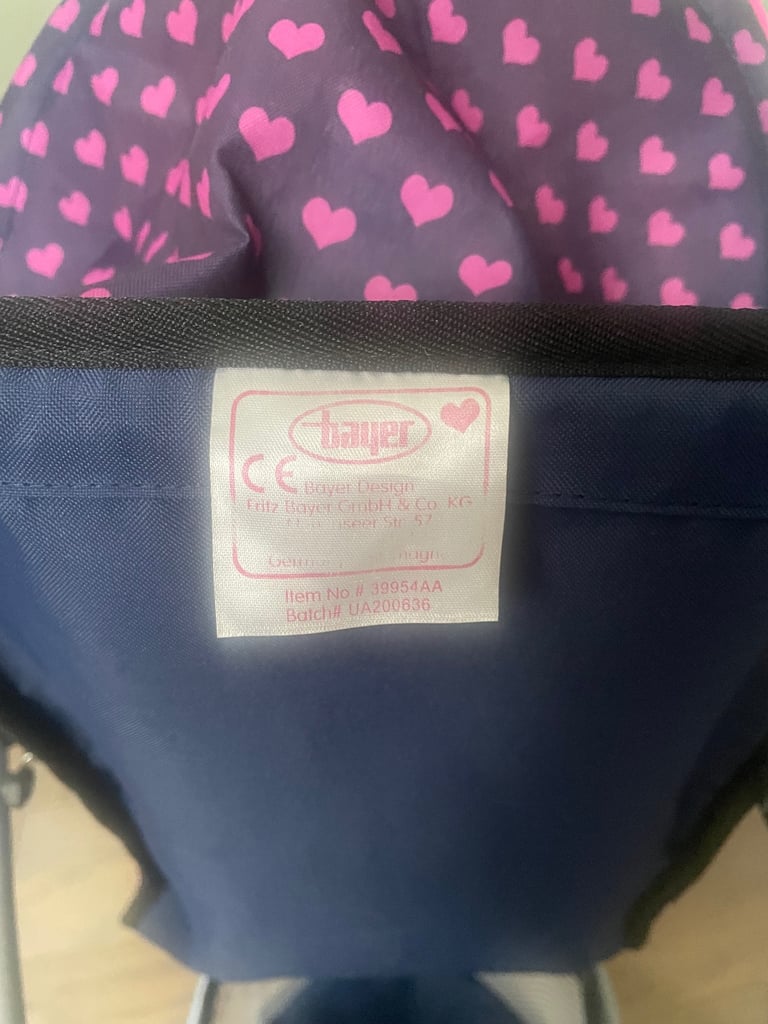 bayer
CE
Bayer Design
Fritz Bayer GmbH & Co. KG
Str. 57
Item No.# 39954AA
Batch# UA200636